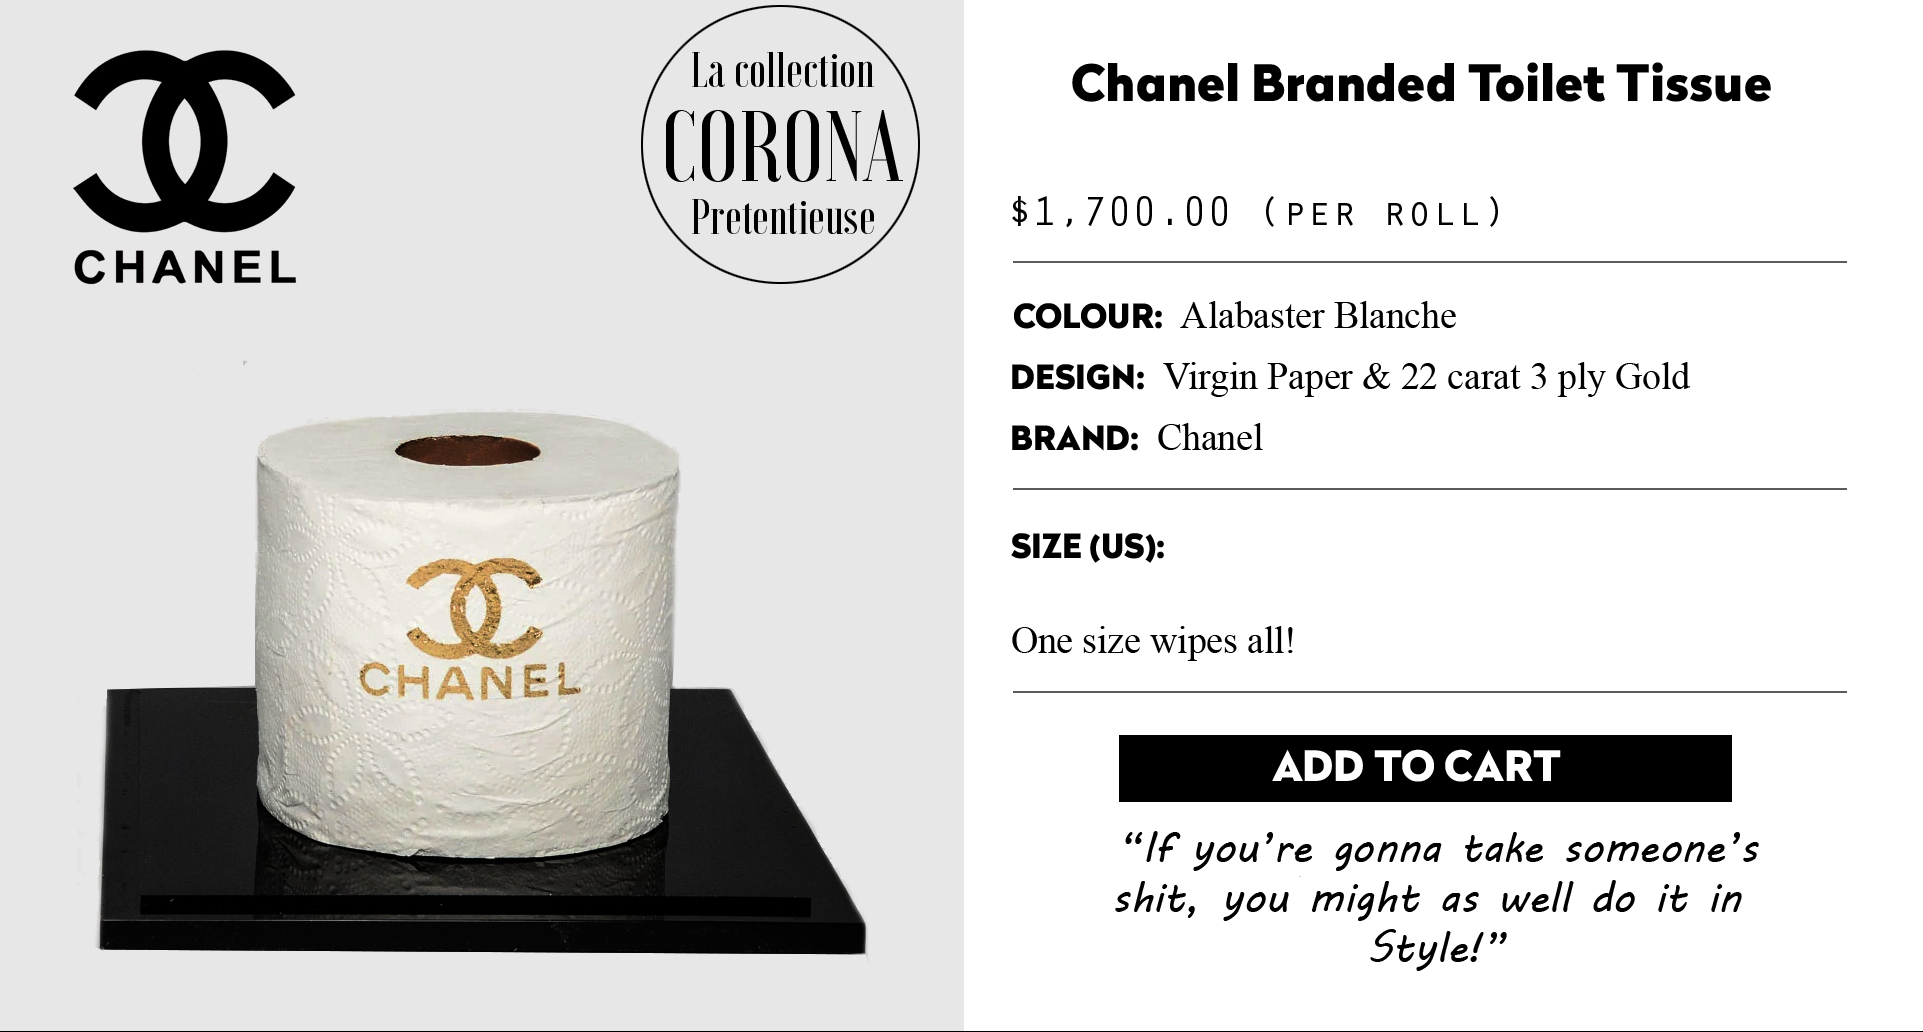 CHANEL
La collection
CORONA
Pretentieuse
CHANEL
Chanel Branded Toilet Tissue
$1,700.00 (PER ROLL)
COLOUR: Alabaster Blanche
DESIGN: Virgin Paper & 22 carat 3 ply Gold
BRAND: Chanel
SIZE (US):
One size wipes all!
ADD TO CART
“If you’re gonna take someone’s
shit, you might as well do it in
Style!”